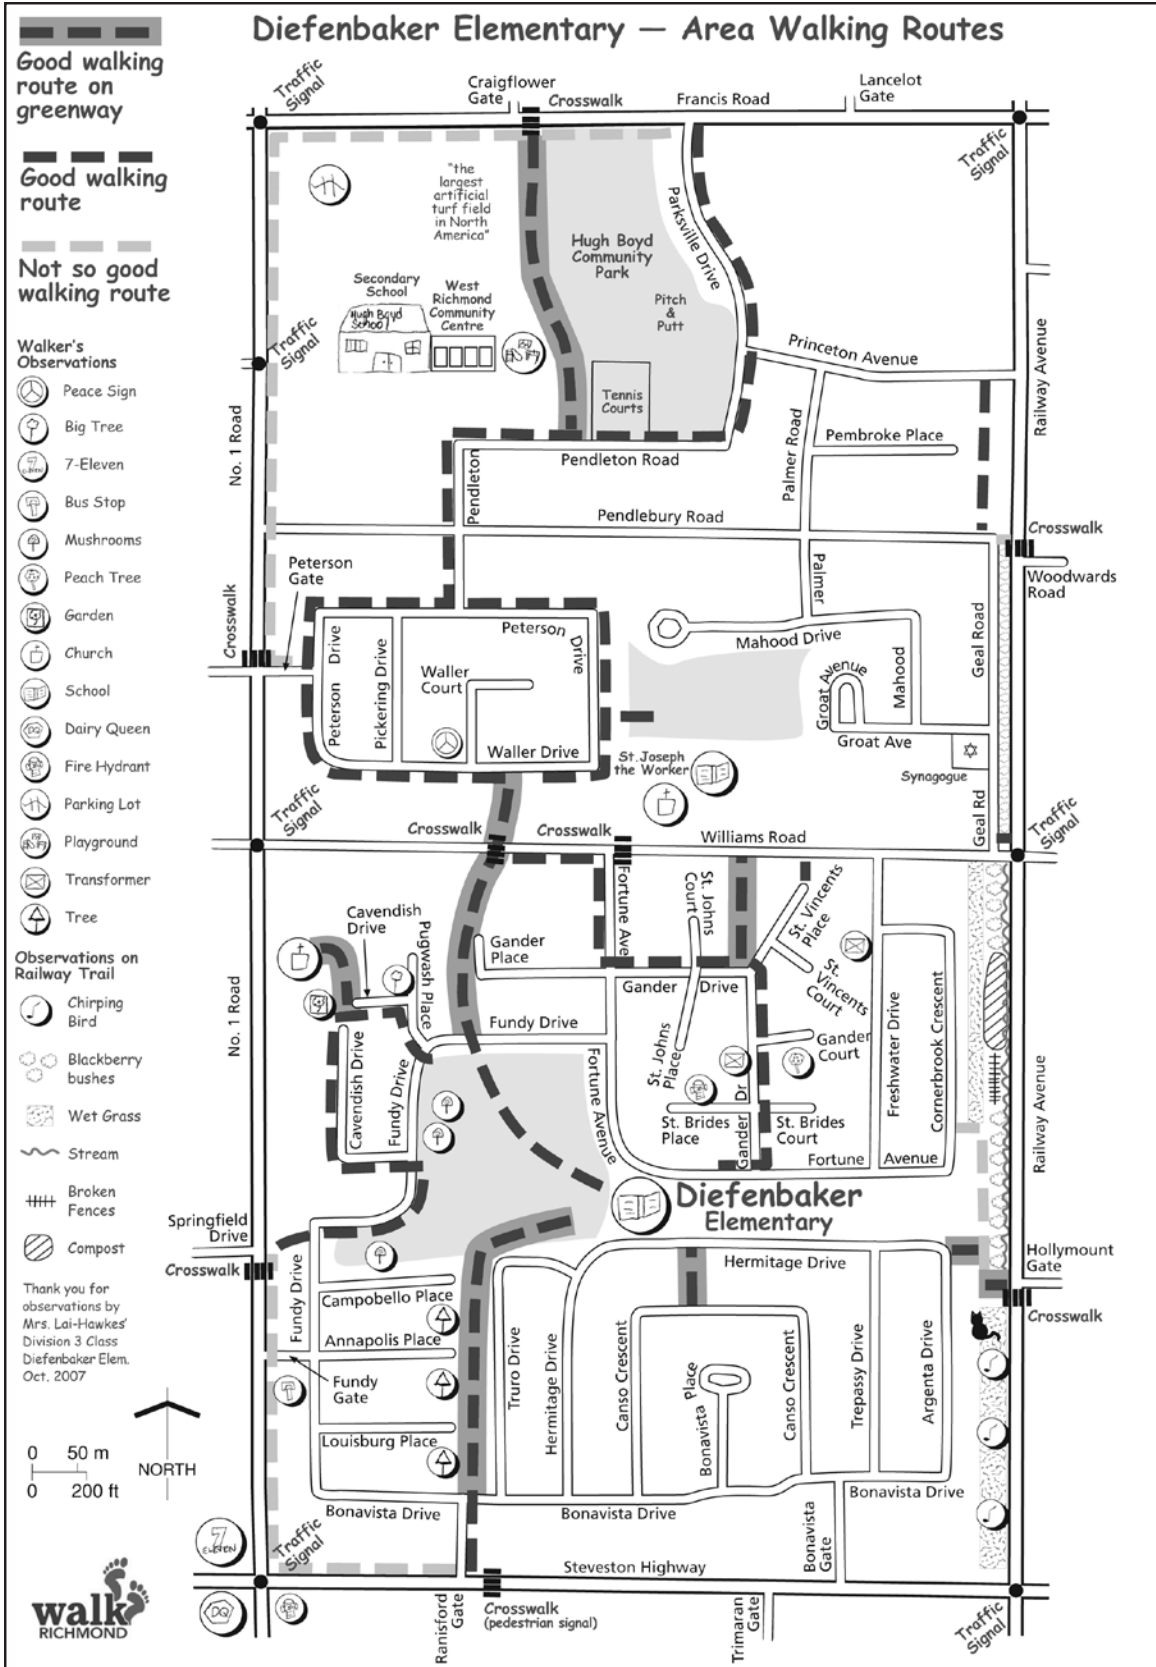 Diefenbaker Elementary — Area Walking Routes
Good walking
route on
greenway
Good walking
route
Not so good
walking route
Walker's
Observations
Peace Sign
Big Tree
7-Eleven
Bus Stop
Mushrooms
Peach Tree
Garden
Church
School
Dairy Queen
Fire Hydrant
Parking Lot
Playground
Transformer
Tree
Observations on
Railway Trail
Chirping
Bird
Blackberry
bushes
Wet Grass
Stream
Broken
Fences
Compost
Thank you for
observations by
Mrs. Lai-Hawkes'
Division 3 Class
Diefenbaker Elem.
Oct. 2007
0 50 m
0 200 ft
NORTH
walk
RICHMOND
Traffic
Signal
Craigflower
Gate
Crosswalk
Francis Road
Lancelot
Gate
Traffic
Signal
"the
largest
artificial
turf field
in North
America"
Parksville Drive
Hugh Boyd
Community
Park
Pitch
&
Putt
Secondary
School
Hugh Boyd
School
West
Richmond
Community
Centre
Traffic
Signal
Princeton Avenue
Railway Avenue
Tennis
Courts
No. 1 Road
Palmer Road
Pembroke Place
Pendleton
Pendleton Road
Pendlebury Road
Crosswalk
Woodwards
Road
Peterson
Gate
Crosswalk
Palmer
Geal Road
Peterson
Drive
Mahood Drive
Peterson Drive
Pickering Drive
Waller
Court
Groat Avenue
Mahood
Groat Ave
Waller Drive
St. Joseph
the Worker
Synagogue
Geal Rd
Traffic
Signal
Crosswalk
Crosswalk
Williams Road
Traffic
Signal
Cavendish
Drive
Pugwash Place
Gander
Place
Fortune Ave
St. Johns
Court
St. Vincents
Place
St. Vincents
Court
No. 1 Road
Gander Drive
Fundy Drive
St. Johns
Place
Gander
Court
Freshwater Drive
Cornerbrook Crescent
Railway Avenue
Cavendish Drive
Fundy Drive
Fortune Avenue
Gander Dr
St. Brides
Place
St. Brides
Court
Fortune Avenue
Diefenbaker
Elementary
Springfield
Drive
Crosswalk
Hermitage Drive
Hollymount
Gate
Crosswalk
Fundy Drive
Campobello Place
Annapolis Place
Fundy
Gate
Louisburg Place
Truro Drive
Hermitage Drive
Canso Crescent
Bonavista Place
Canso Crescent
Trepassy Drive
Argenta Drive
Bonavista Drive
Bonavista Drive
Bonavista Drive
Bonavista
Gate
7
ELEVEN
Traffic
Signal
Steveston Highway
DQ
Ranisford
Gate
Crosswalk
(pedestrian signal)
Trimaran
Gate
Traffic
Signal